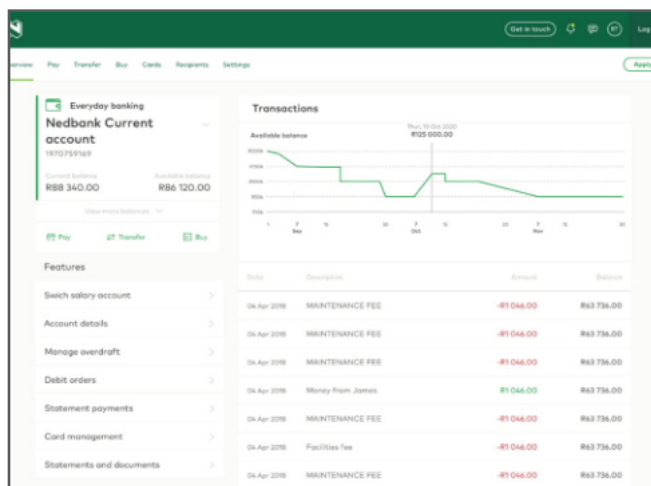 Get in touch
RT
Log
erview Pay Transfer Buy Cards Recipients Settings
Apply
Everyday banking
Nedbank Current
account
1970759169
Current balance Available balance
R88 340.00 R86 120.00
View more balances
Pay Transfer Buy
Features
Swich salary account
Account details
Manage overdraft
Debit orders
Statement payments
Card management
Statements and documents
Transactions
Available balance
R125 000.00
Sep Oct Nov
Date Description Amount Balance
04 Apr 2018 MAINTENANCE FEE -R1 046.00 R63 736.00
04 Apr 2018 MAINTENANCE FEE -R1 046.00 R63 736.00
04 Apr 2018 MAINTENANCE FEE -R1 046.00 R63 736.00
04 Apr 2018 Money from James R1 046.00 R63 736.00
04 Apr 2018 MAINTENANCE FEE -R1 046.00 R63 736.00
04 Apr 2018 Facilities fee -R1 046.00 R63 736.00
04 Apr 2018 MAINTENANCE FEE -R1 046.00 R63 736.00